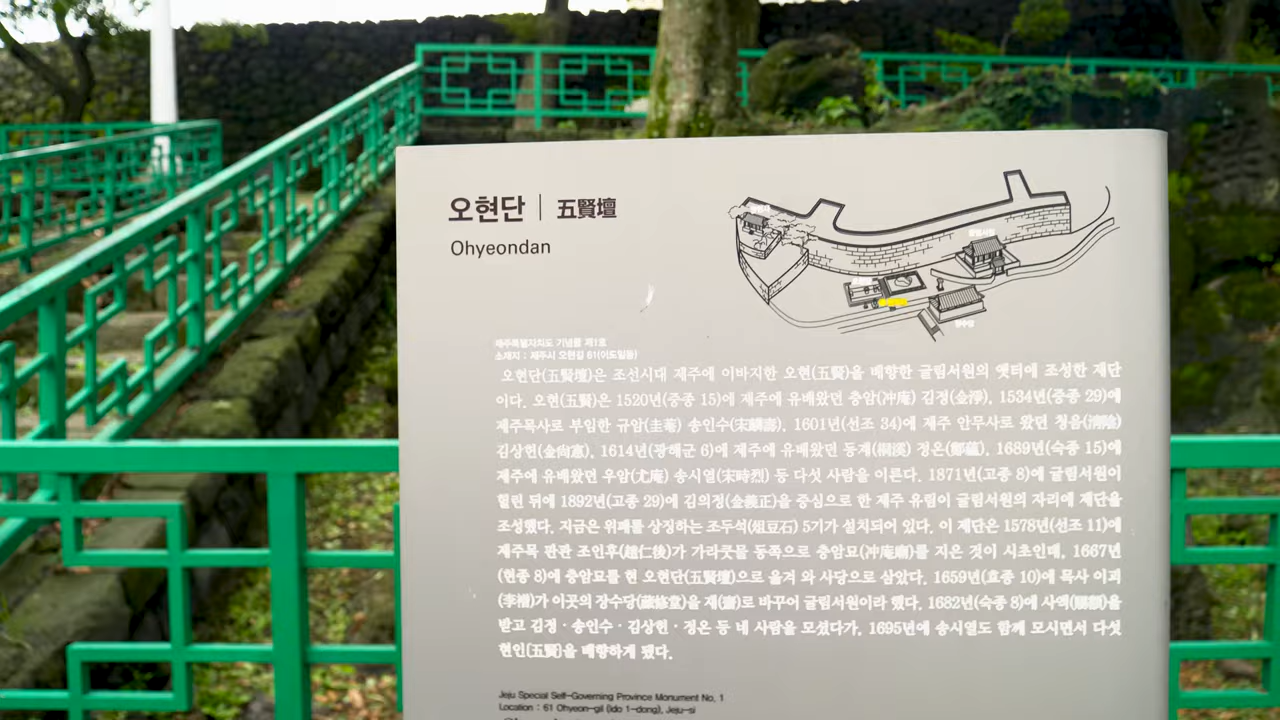 오현단 | 五賢壇
Ohyeondan
제주특별자치도 기념물 제1호
소재지 : 제주시 오현길 61(이도일동)
오현단(五賢壇)은 조선시대 제주에 이바지한 오현(五賢)을 배향한 귤림서원의 옛터에 조성한 제단
이다. 오현(五賢)은 1520년(중종 15)에 제주에 유배왔던 충암(冲庵) 김정(金淨), 1534년(중종 29)에
제주목사로 부임한 규암(圭菴) 송인수(宋麟壽), 1601년(선조 34)에 제주 안무사로 왔던 청음(淸陰)
김상헌(金尙憲), 1614년(광해군 6)에 제주에 유배왔던 동계(桐溪) 정온(鄭蘊), 1689년(숙종 15)에
제주에 유배왔던 우암(尤庵) 송시열(宋時烈) 등 다섯 사람을 이른다. 1871년(고종 8)에 귤림서원이
헐린 뒤에 1892년(고종 29)에 김의정(金義正)을 중심으로 한 제주 유림이 귤림서원의 자리에 제단을
조성했다. 지금은 위패를 상징하는 조두석(俎豆石) 5기가 설치되어 있다. 이 제단은 1578년(선조 11)에
제주목 판관 조인후(趙仁後)가 가락쿳물 동쪽으로 충암묘(冲庵廟)를 지은 것이 시초인데, 1667년
(현종 8)에 충암묘를 현 오현단(五賢壇)으로 옮겨 와 사당으로 삼았다. 1659년(효종 10)에 목사 이괴
(李襘)가 이곳의 장수당(藏修堂)을 재(齋)로 바꾸어 귤림서원이라 했다. 1682년(숙종 8)에 사액(賜額)을
받고 김정 · 송인수 · 김상헌 · 정온 등 네 사람을 모셨다가, 1695년에 송시열도 함께 모시면서 다섯
현인(五賢)을 배향하게 됐다.
Jeju Special Self-Governing Province Monument No. 1
Location : 61 Ohyeon-gil (Ido 1-dong), Jeju-si